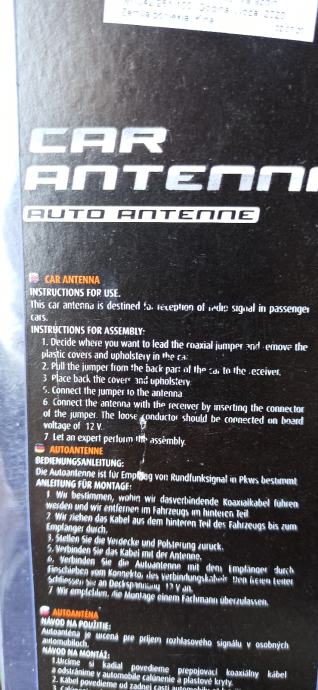 CAR
ANTENN
AUTO ANTENNE
CAR ANTENNA
INSTRUCTIONS FOR USE.
This car antenna is destined for reception of radio signal in passenger
cars.
INSTRUCTIONS FOR ASSEMBLY:
1. Decide where you want to lead the coaxial jumper and remove the
plastic covers and upholstery in the car
2. Pull the jumper from the back part of the car to the receiver.
3 Place back the covers and upholstery
5. Connect the jumper to the antenna
6 Connect the antenna with the receiver by inserting the connector
of the jumper. The loose conductor should be connected on board
voltage of 12 V.
7 Let an expert perform the assembly.
AUTOANTENNE
BEDIENUNGSANLEITUNG:
Die Autoantenne ist für Empfang von Rundfunksignal in Pkws bestimmt
ANLEITUNG FÜR MONTAGE:
1 Wir bestimmen, wohin wir dasverbindende Koaxialkabel führen
werden und wir entfernen im Fahrzeugs im hinteren Teil
2 Wir ziehen das Kabel aus dem hinteren Teil des Fahrzeugs bis zum
Empfänger durch.
3. Stellen Sie die Verdecke und Polsterung zurück.
5. Verbinden Sie das Kabel mit der Antenne.
6. Verbinden Sie die Autuantenne mit dem Empfänger durch
Einschieben vom Konnekto, des Verbindungskabels Den freien Leiter
Schliessen Sie an Deckspannung 12 V an.
7 Wir empfehlen, die Montage einem Fachmann überzulassen.
AUTOANTÉNA
NÁVOD NA POUŽITIE:
Autoanténa je určená pre príjem rozhlasového signálu v osobných
automobiloch.
NÁVOD NA MONTÁŽ:
1.Určíme si kadial povedieme prepojovací koaxiálny kábel
a odstránime v automobile čalúnenie a plastové kryty.
2. Kábel povedieme od zadnej časti